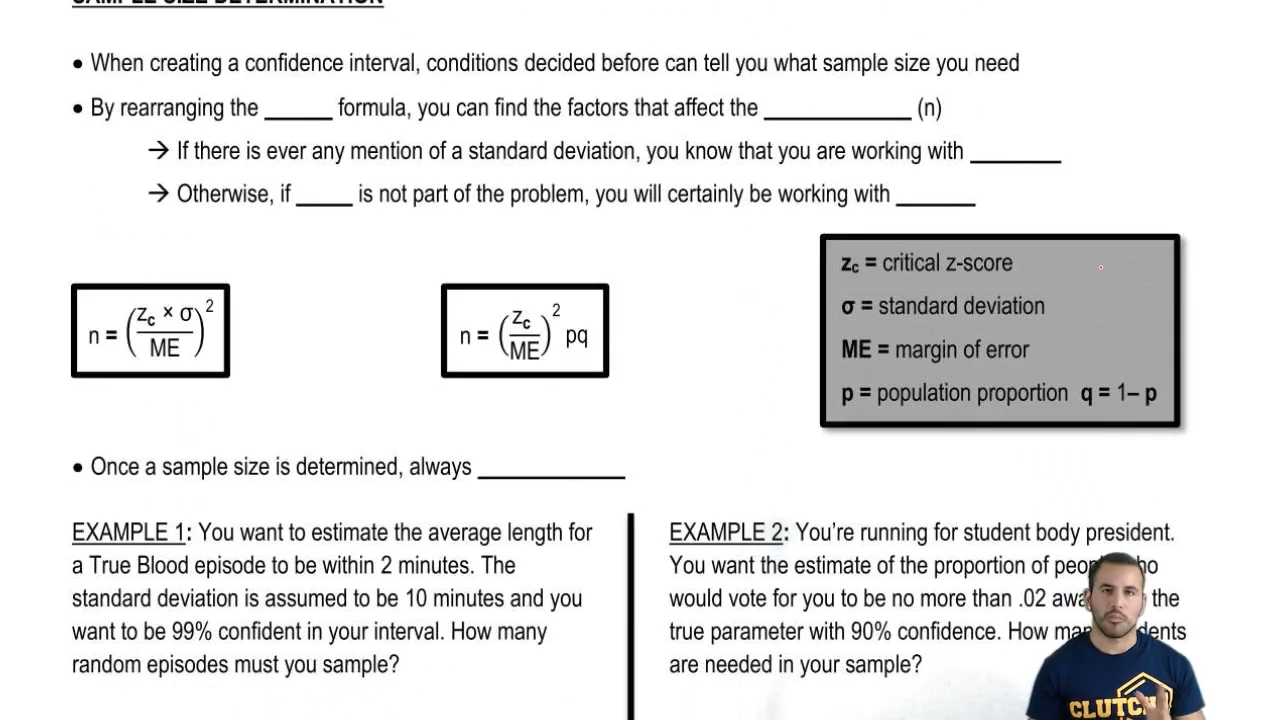 SAMPLE SIZE DETERMINATION
• When creating a confidence interval, conditions decided before can tell you what sample size you need
• By rearranging the ______ formula, you can find the factors that affect the _____________ (n)
→ If there is ever any mention of a standard deviation, you know that you are working with ________
→ Otherwise, if _____ is not part of the problem, you will certainly be working with _______
n = (zc × σ / ME)²
n = (zc / ME)² pq
zc = critical z-score
σ = standard deviation
ME = margin of error
p = population proportion q = 1– p
• Once a sample size is determined, always _____________
EXAMPLE 1: You want to estimate the average length for
a True Blood episode to be within 2 minutes. The
standard deviation is assumed to be 10 minutes and you
want to be 99% confident in your interval. How many
random episodes must you sample?
EXAMPLE 2: You're running for student body president.
You want the estimate of the proportion of
would vote for you to be no more than .02 the
true parameter with 90% confidence. How
are needed in your sample?
CLUTCH